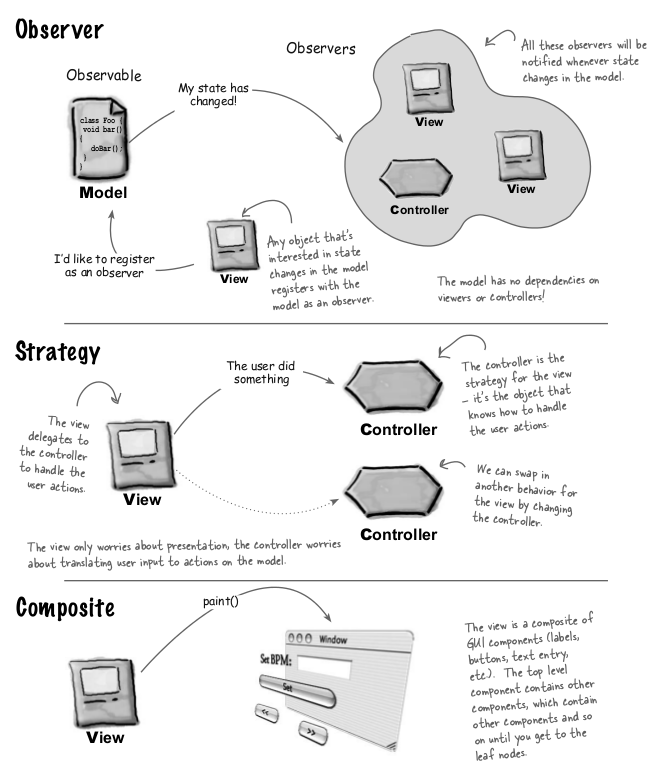 Observer
Observers
All these observers will be
notified whenever state
changes in the model.
Observable
My state has
changed!
class Foo {
void bar()
{
doBar();
}
}
Model
View
View
Controller
I'd like to register
as an observer
View
Any object that's
interested in state
changes in the model
registers with the
model as an observer.
The model has no dependencies on
viewers or controllers!
Strategy
The user did
something
The controller is the
strategy for the view
– it's the object that
knows how to handle
the user actions.
Controller
The view
delegates to
the controller
to handle the
user actions.
View
We can swap in
another behavior for
the view by changing
the controller.
Controller
The view only worries about presentation, the controller worries
about translating user input to actions on the model.
Composite
paint()
View
Window
Set BPM:
Set
<<
>>
The view is a composite of
GUI components (labels,
buttons, text entry,
etc.). The top level
component contains other
components, which contain
other components and so
on until you get to the
leaf nodes.